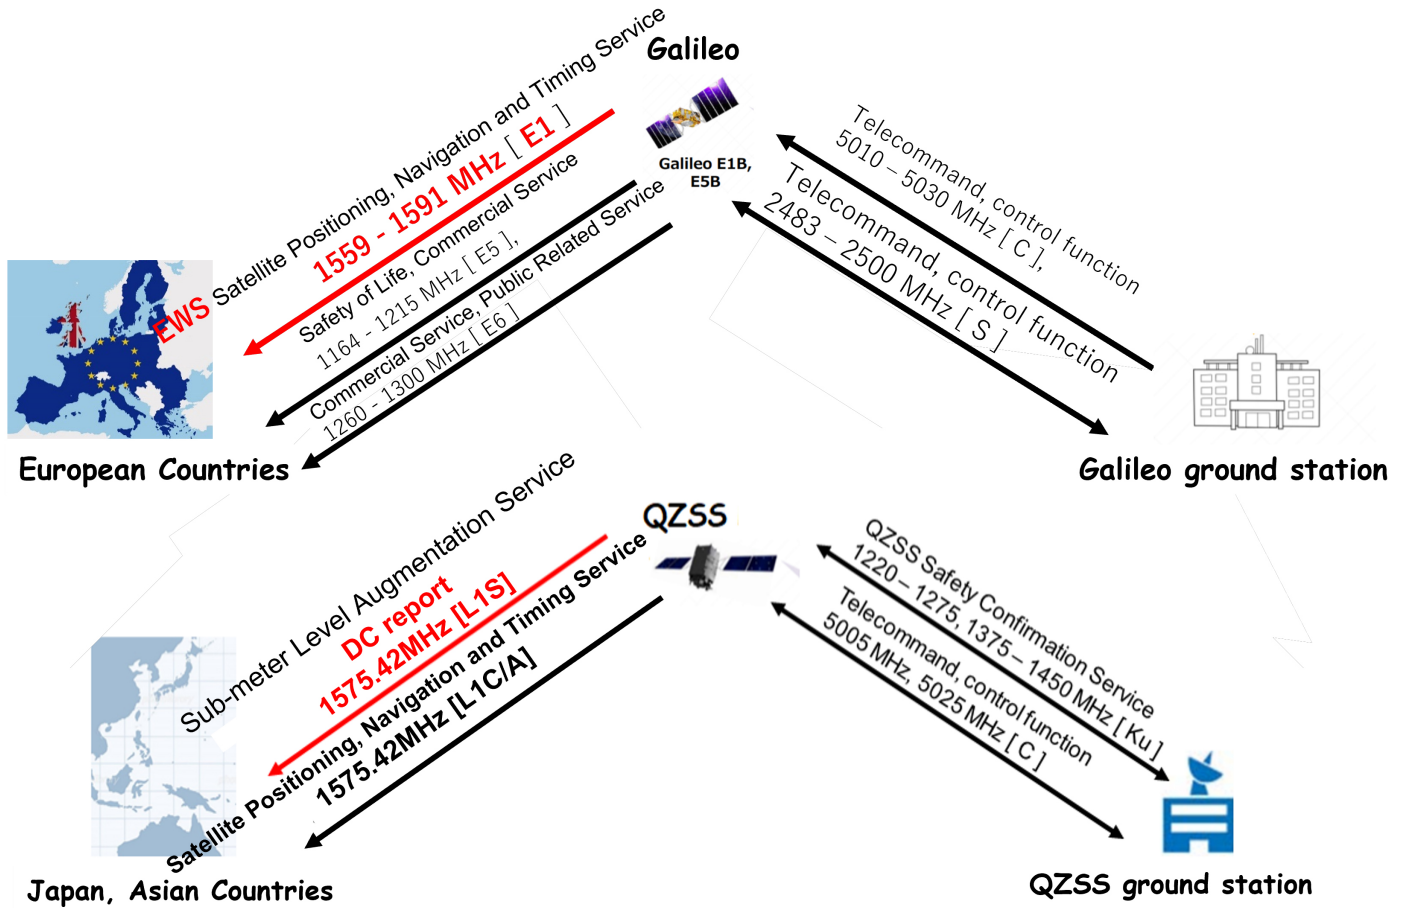 Galileo
Galileo E1B,
E5B
EWS Satellite Positioning, Navigation and Timing Service
1559 - 1591 MHz [ E1 ]
Safety of Life, Commercial Service
1164 - 1215 MHz [ E5 ],
Commercial Service, Public Related Service
1260 - 1300 MHz [ E6 ]
Telecommand, control function
5010 – 5030 MHz [ C ],
Telecommand, control function
2483 – 2500 MHz [ S ]
European Countries
Galileo ground station
QZSS
Sub-meter Level Augmentation Service
DC report
1575.42MHz [L1S]
Satellite Positioning, Navigation and Timing Service
1575.42MHz [L1C/A]
QZSS Safety Confirmation Service
1220 – 1275, 1375 – 1450 MHz [ Ku ]
Telecommand, control function
5005 MHz, 5025 MHz [ C ]
Japan, Asian Countries
QZSS ground station